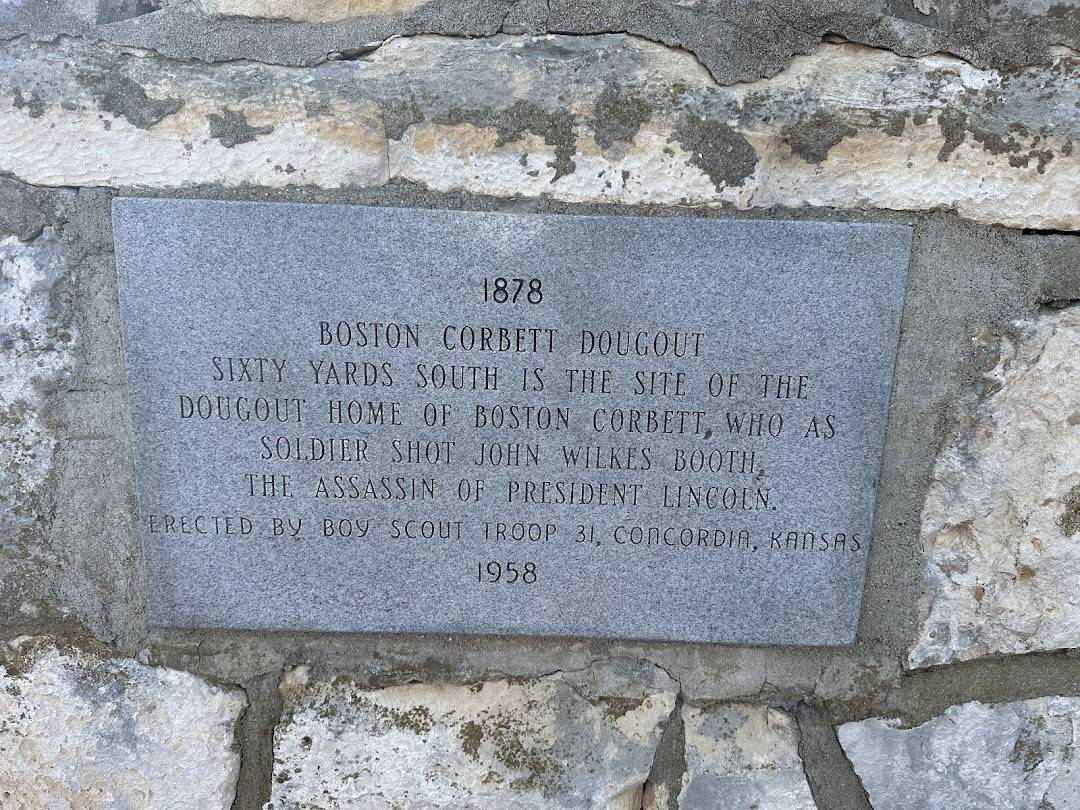 1878
BOSTON CORBETT DOUGOUT
SIXTY YARDS SOUTH IS THE SITE OF THE
DOUGOUT HOME OF BOSTON CORBETT, WHO AS
SOLDIER SHOT JOHN WILKES BOOTH,
THE ASSASSIN OF PRESIDENT LINCOLN.
ERECTED BY BOY SCOUT TROOP 31, CONCORDIA, KANSAS
1958